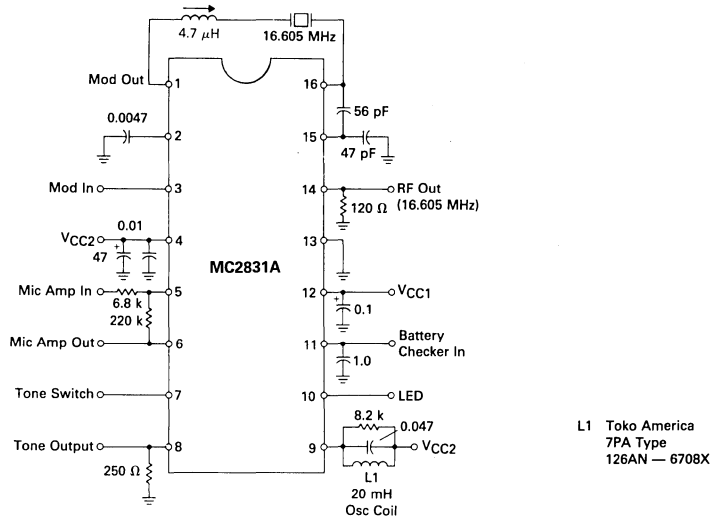 4.7 μH
16.605 MHz
Mod Out
1
16
56 pF
0.0047
2
15
47 pF
Mod In
3
14
RF Out
(16.605 MHz)
120 Ω
VCC2
0.01
+
47
4
13
MC2831A
Mic Amp In
6.8 k
5
12
VCC1
+
0.1
220 k
Mic Amp Out
6
11
Battery
Checker In
1.0
Tone Switch
7
10
LED
Tone Output
8
250 Ω
9
8.2 k
0.047
VCC2
L1
20 mH
Osc Coil
L1 Toko America
7PA Type
126AN — 6708X